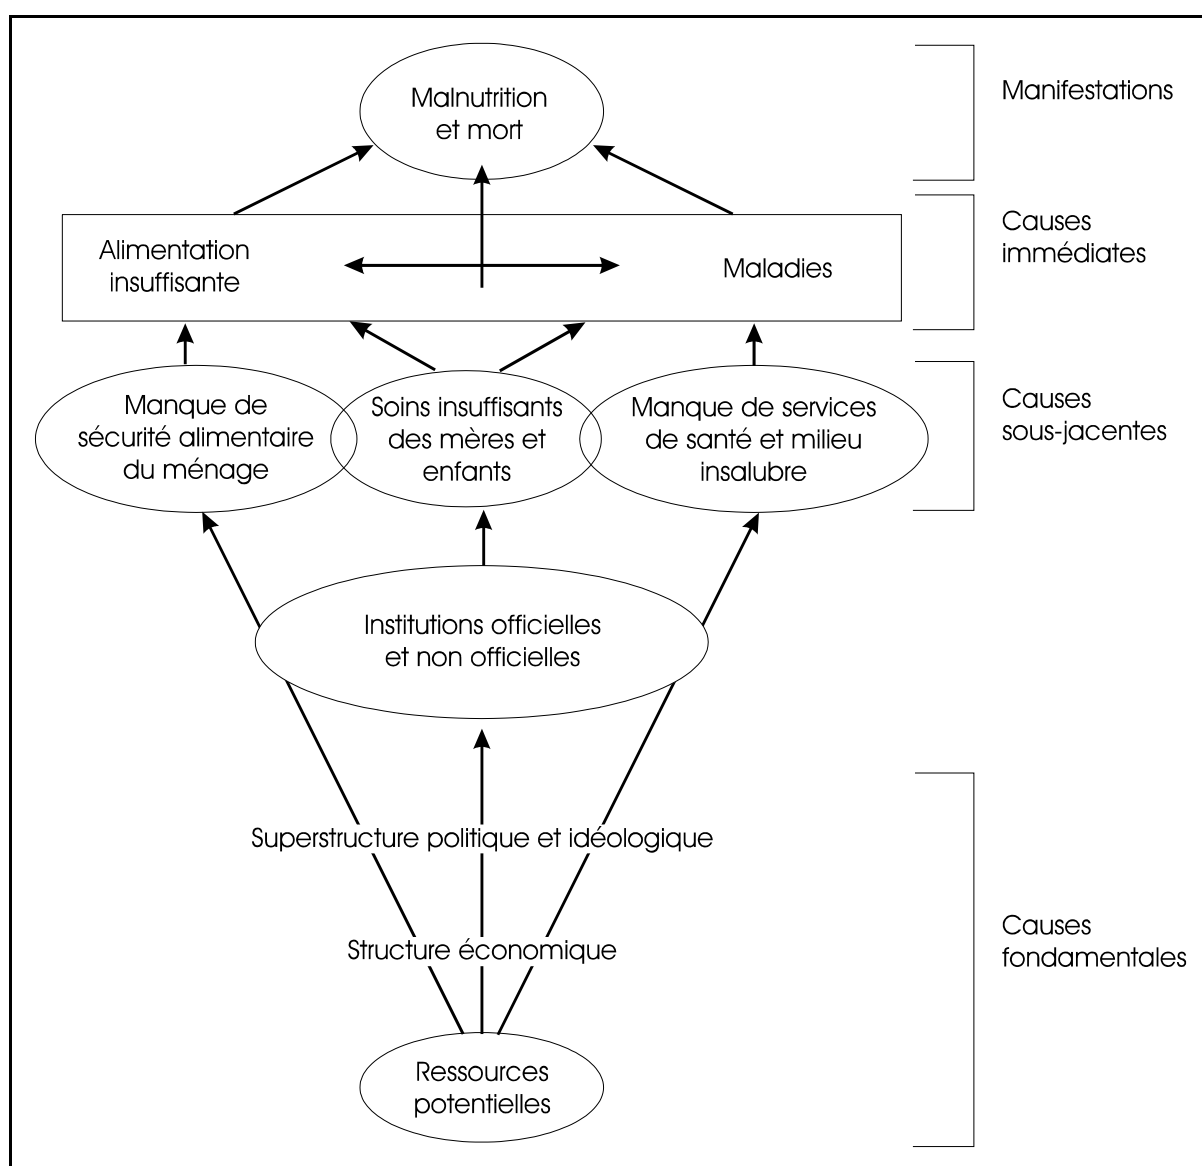 Malnutrition
et mort
Manifestations
Alimentation
insuffisante
Maladies
Causes
immédiates
Manque de
sécurité alimentaire
du ménage
Soins insuffisants
des mères et
enfants
Manque de services
de santé et milieu
insalubre
Causes
sous-jacentes
Institutions officielles
et non officielles
Superstructure politique et idéologique
Structure économique
Causes
fondamentales
Ressources
potentielles